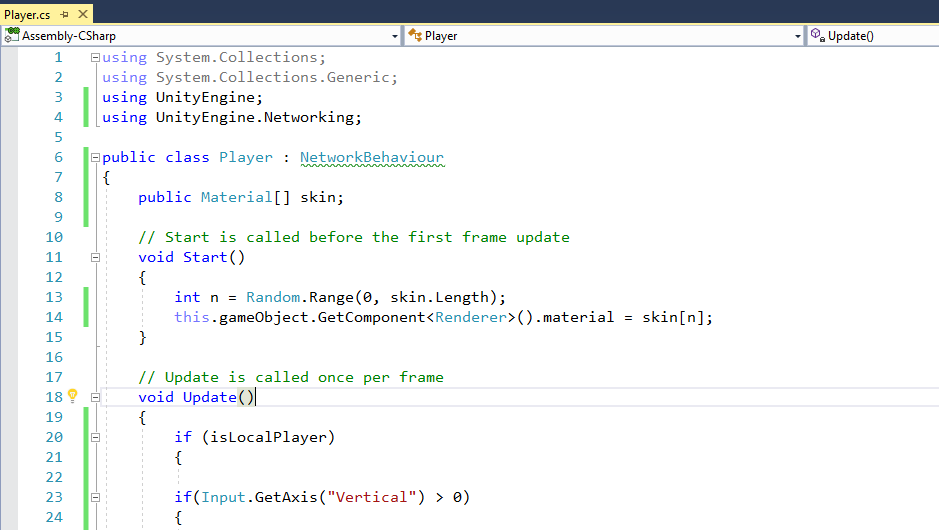 Player.cs
Assembly-CSharp Player Update()
1 using System.Collections;
2 using System.Collections.Generic;
3 using UnityEngine;
4 using UnityEngine.Networking;
5
6 public class Player : NetworkBehaviour
7 {
8 public Material[] skin;
9
10 // Start is called before the first frame update
11 void Start()
12 {
13 int n = Random.Range(0, skin.Length);
14 this.gameObject.GetComponent<Renderer>().material = skin[n];
15 }
16
17 // Update is called once per frame
18 void Update()
19 {
20 if (isLocalPlayer)
21 {
22
23 if(Input.GetAxis("Vertical") > 0)
24 {